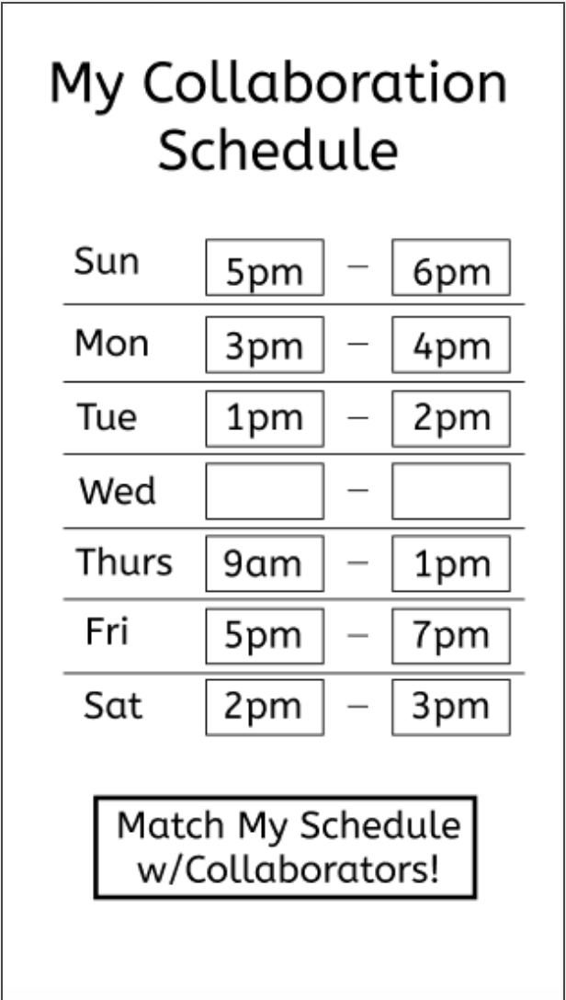 My Collaboration
Schedule
Sun 5pm – 6pm
Mon 3pm – 4pm
Tue 1pm – 2pm
Wed –
Thurs 9am – 1pm
Fri 5pm – 7pm
Sat 2pm – 3pm
Match My Schedule
w/Collaborators!